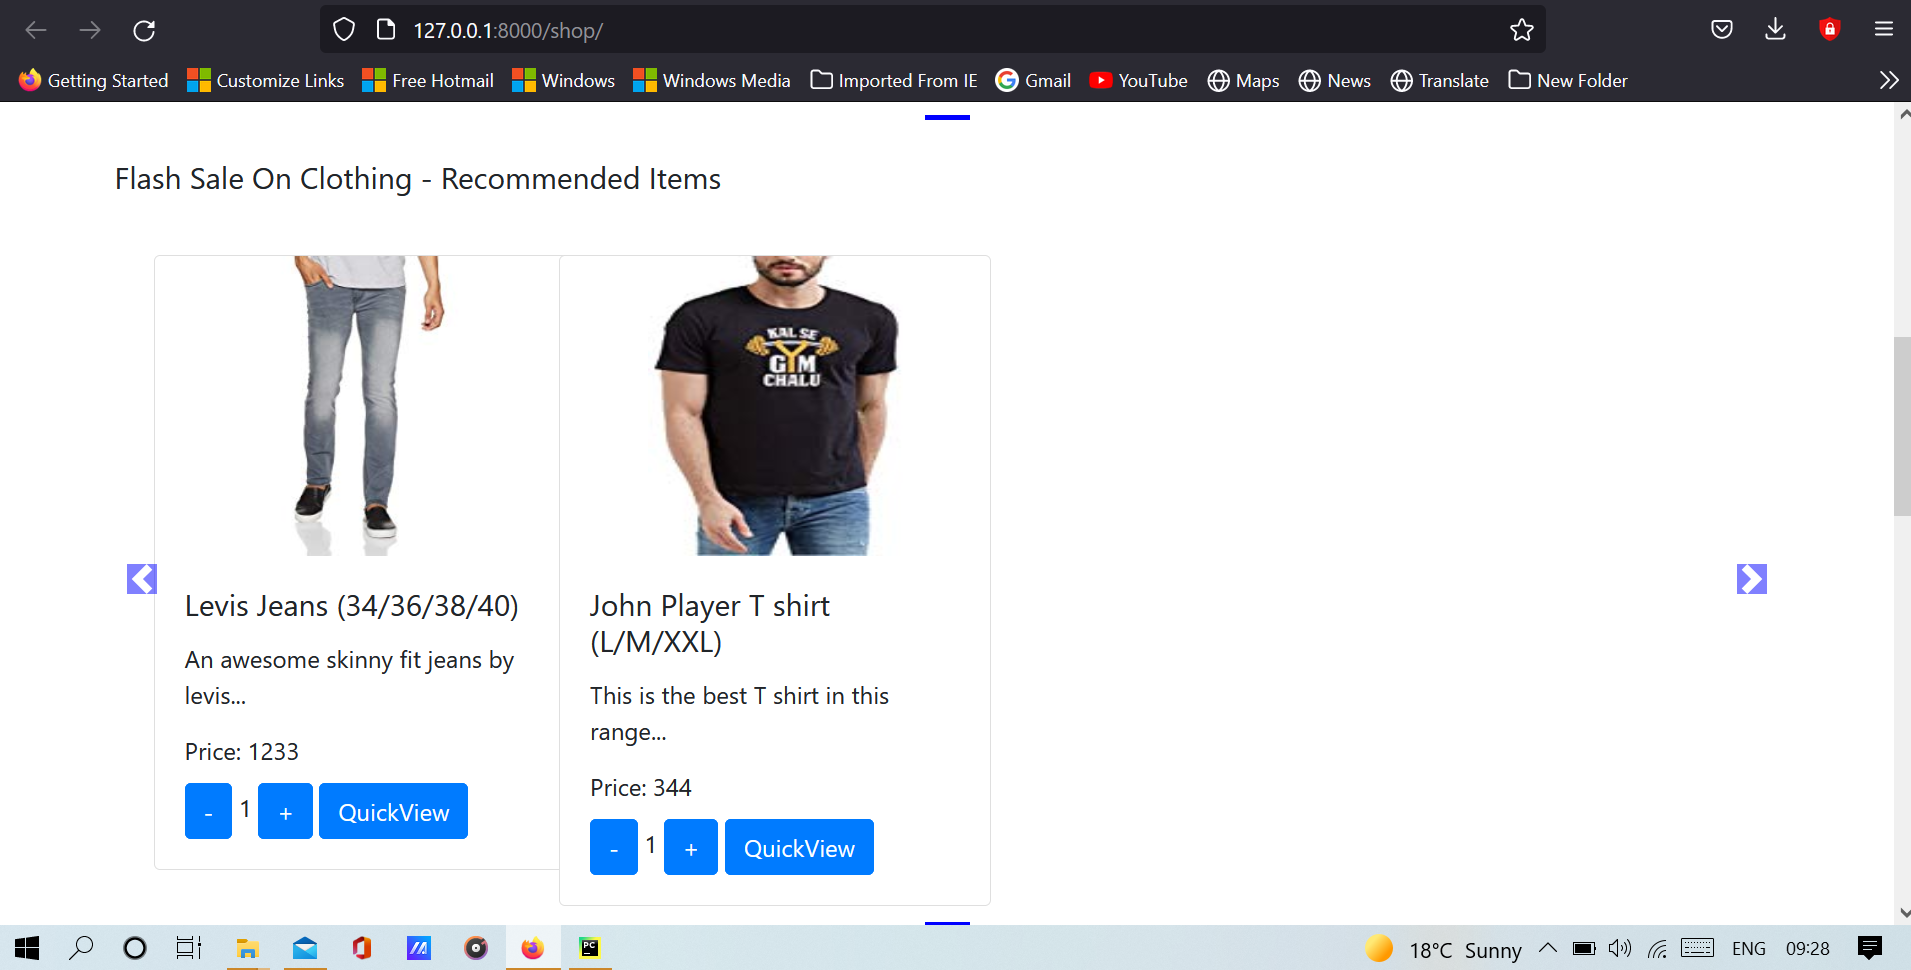 127.0.0.1:8000/shop/
Getting Started Customize Links Free Hotmail Windows Windows Media Imported From IE Gmail YouTube Maps News Translate New Folder
Flash Sale On Clothing - Recommended Items
KAL SE
GYM
CHALU
Levis Jeans (34/36/38/40)
An awesome skinny fit jeans by
levis...
Price: 1233
- 1 + QuickView
John Player T shirt
(L/M/XXL)
This is the best T shirt in this
range...
Price: 344
- 1 + QuickView
PC
18°C Sunny ENG 09:28